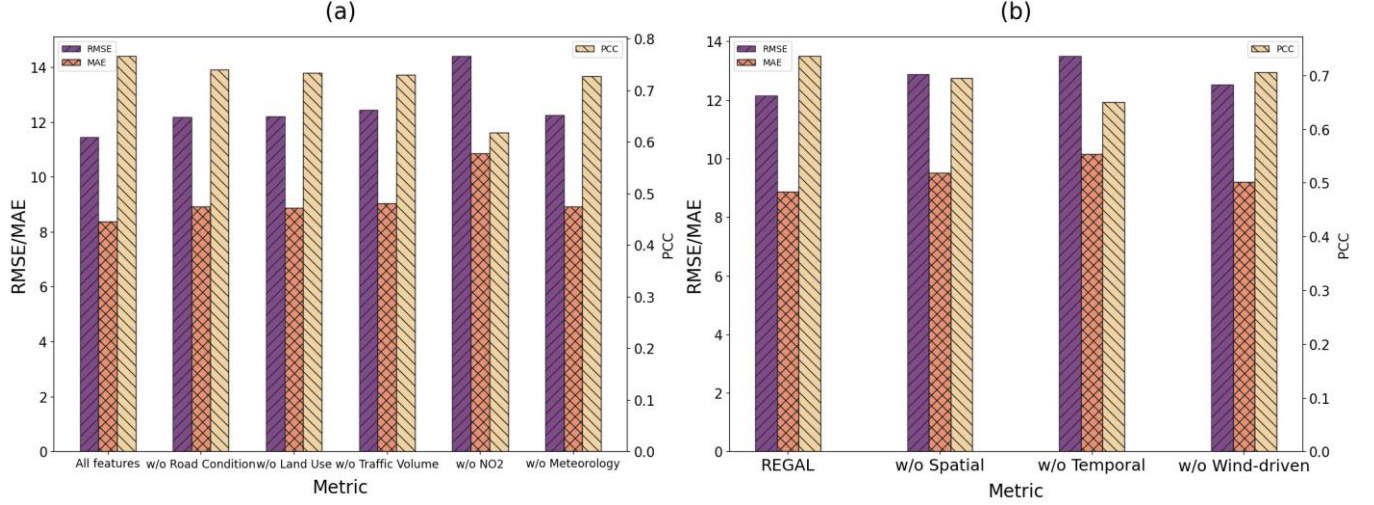 (a)
RMSE
MAE
PCC
14
12
10
8
6
4
2
0
RMSE/MAE
0.8
0.7
0.6
0.5
0.4
0.3
0.2
0.1
0.0
PCC
All features w/o Road Condition w/o Land Use w/o Traffic Volume w/o NO2 w/o Meteorology
Metric
(b)
RMSE
MAE
PCC
14
12
10
8
6
4
2
0
RMSE/MAE
0.7
0.6
0.5
0.4
0.3
0.2
0.1
0.0
PCC
REGAL w/o Spatial w/o Temporal w/o Wind-driven
Metric